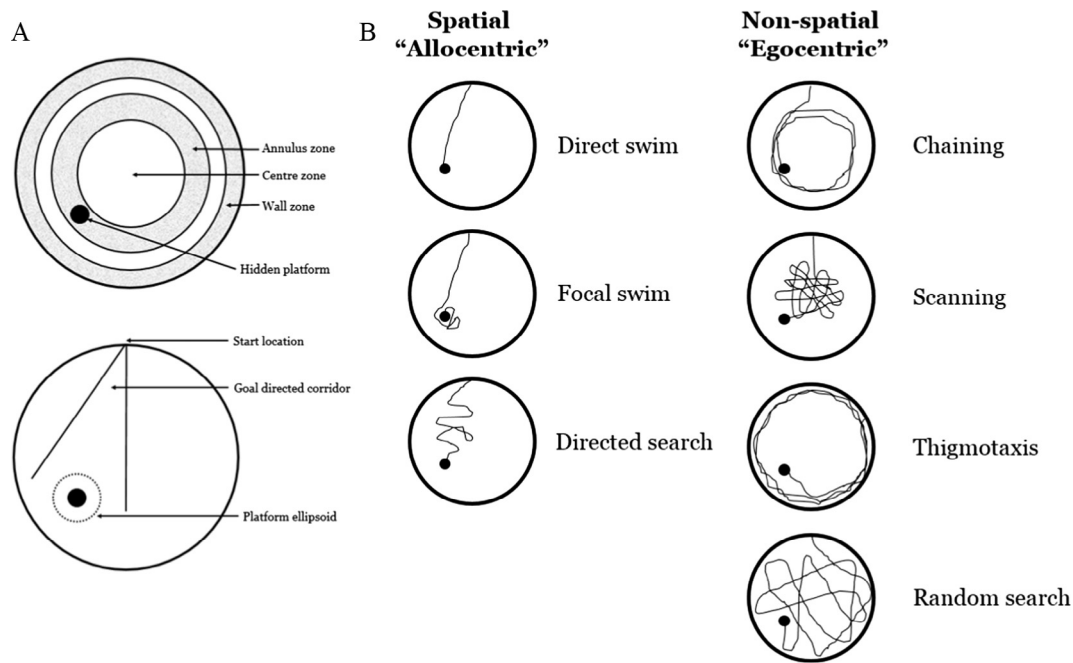 A
Annulus zone
Centre zone
Wall zone
Hidden platform
Start location
Goal directed corridor
Platform ellipsoid
B
Spatial
“Allocentric”
Direct swim
Focal swim
Directed search
Non-spatial
“Egocentric”
Chaining
Scanning
Thigmotaxis
Random search